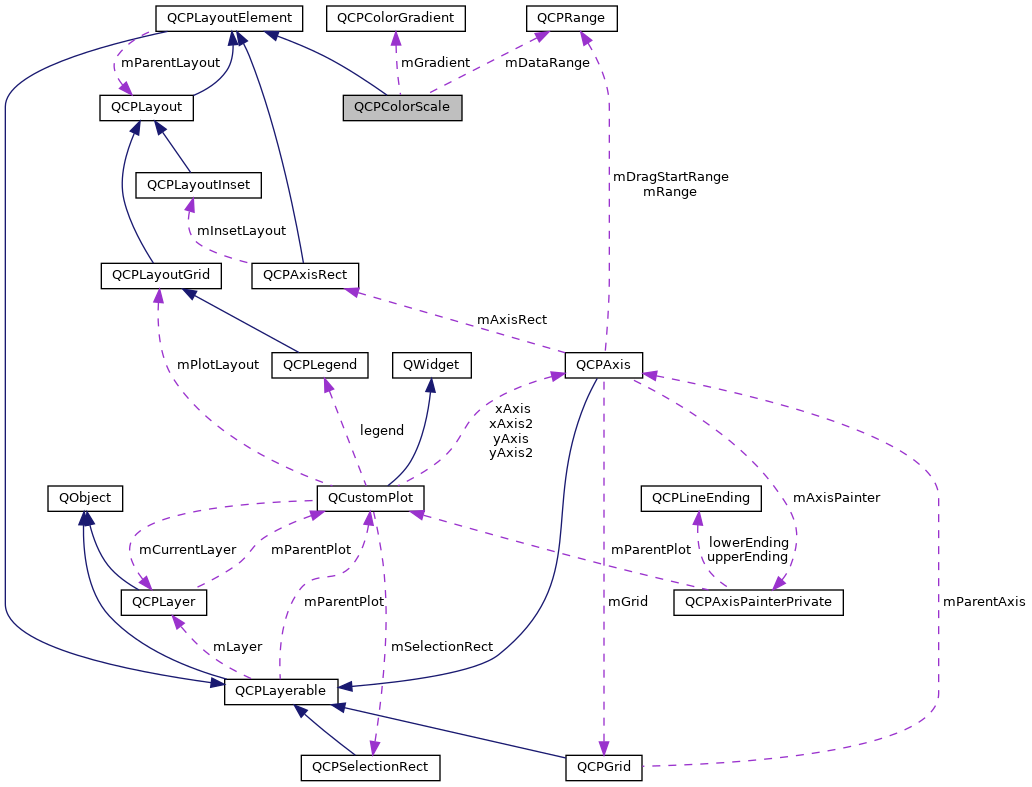 QCPLayoutElement
QCPColorGradient
QCPRange
mParentLayout
mGradient
mDataRange
QCPLayout
QCPColorScale
QCPLayoutInset
mDragStartRange
mRange
mInsetLayout
QCPLayoutGrid
QCPAxisRect
mAxisRect
mPlotLayout
QCPLegend
QWidget
QCPAxis
legend
xAxis
xAxis2
yAxis
yAxis2
QObject
QCustomPlot
QCPLineEnding
mAxisPainter
mCurrentLayer
mParentPlot
mParentPlot
lowerEnding
upperEnding
QCPLayer
mParentPlot
mGrid
QCPAxisPainterPrivate
mParentAxis
mLayer
mSelectionRect
QCPLayerable
QCPSelectionRect
QCPGrid